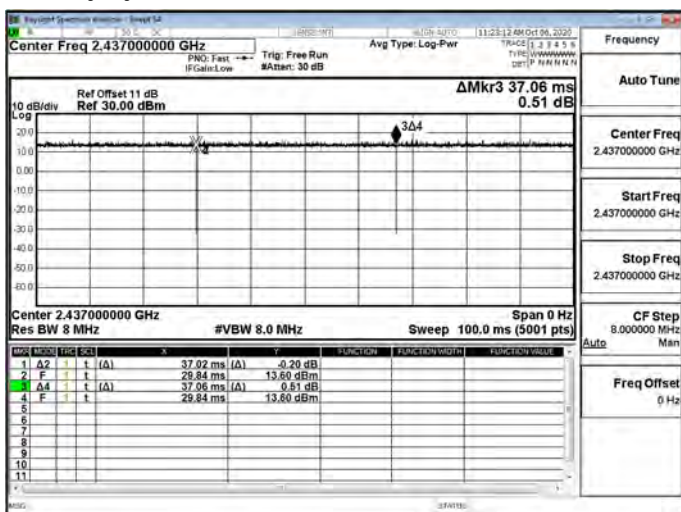 Keysight Spectrum Analyzer - Swept SA
SENSE:INT ALIGN AUTO 11:23:12 AM Oct 06, 2020
Center Freq 2.437000000 GHz
PNO: Fast
IFGain:Low
Trig: Free Run
#Atten: 30 dB
Avg Type: Log-Pwr
TRACE 1 2 3 4 5 6
TYPE WWWWWW
DET P N N N N N
Frequency
Ref Offset 11 dB
10 dB/div Ref 30.00 dBm
Log
ΔMkr3 37.06 ms
0.51 dB
Auto Tune
20.0
10.0
0.00
-10.0
-20.0
-30.0
-40.0
-50.0
-60.0
3Δ4
Center Freq
2.437000000 GHz
Start Freq
2.437000000 GHz
Stop Freq
2.437000000 GHz
Center 2.437000000 GHz Span 0 Hz
Res BW 8 MHz #VBW 8.0 MHz Sweep 100.0 ms (5001 pts)
CF Step
8.000000 MHz
Auto Man
Freq Offset
0 Hz
MKR MODE TRC SCL X Y FUNCTION FUNCTION WIDTH FUNCTION VALUE
1 Δ2 1 t (Δ) 37.02 ms (Δ) -0.20 dB
2 F 1 t 29.84 ms 13.60 dBm
3 Δ4 1 t (Δ) 37.06 ms (Δ) 0.51 dB
4 F 1 t 29.84 ms 13.60 dBm
5
6
7
8
9
10
11
MSG STATUS